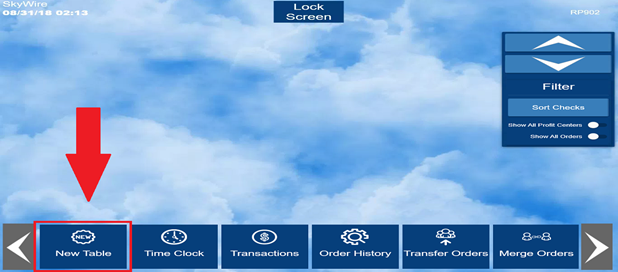 SkyWire
08/31/18 02:13
Lock
Screen
RP902
Filter
Sort Checks
Show All Profit Centers
Show All Orders
NEW
New Table
Time Clock
Transactions
Order History
Transfer Orders
Merge Orders